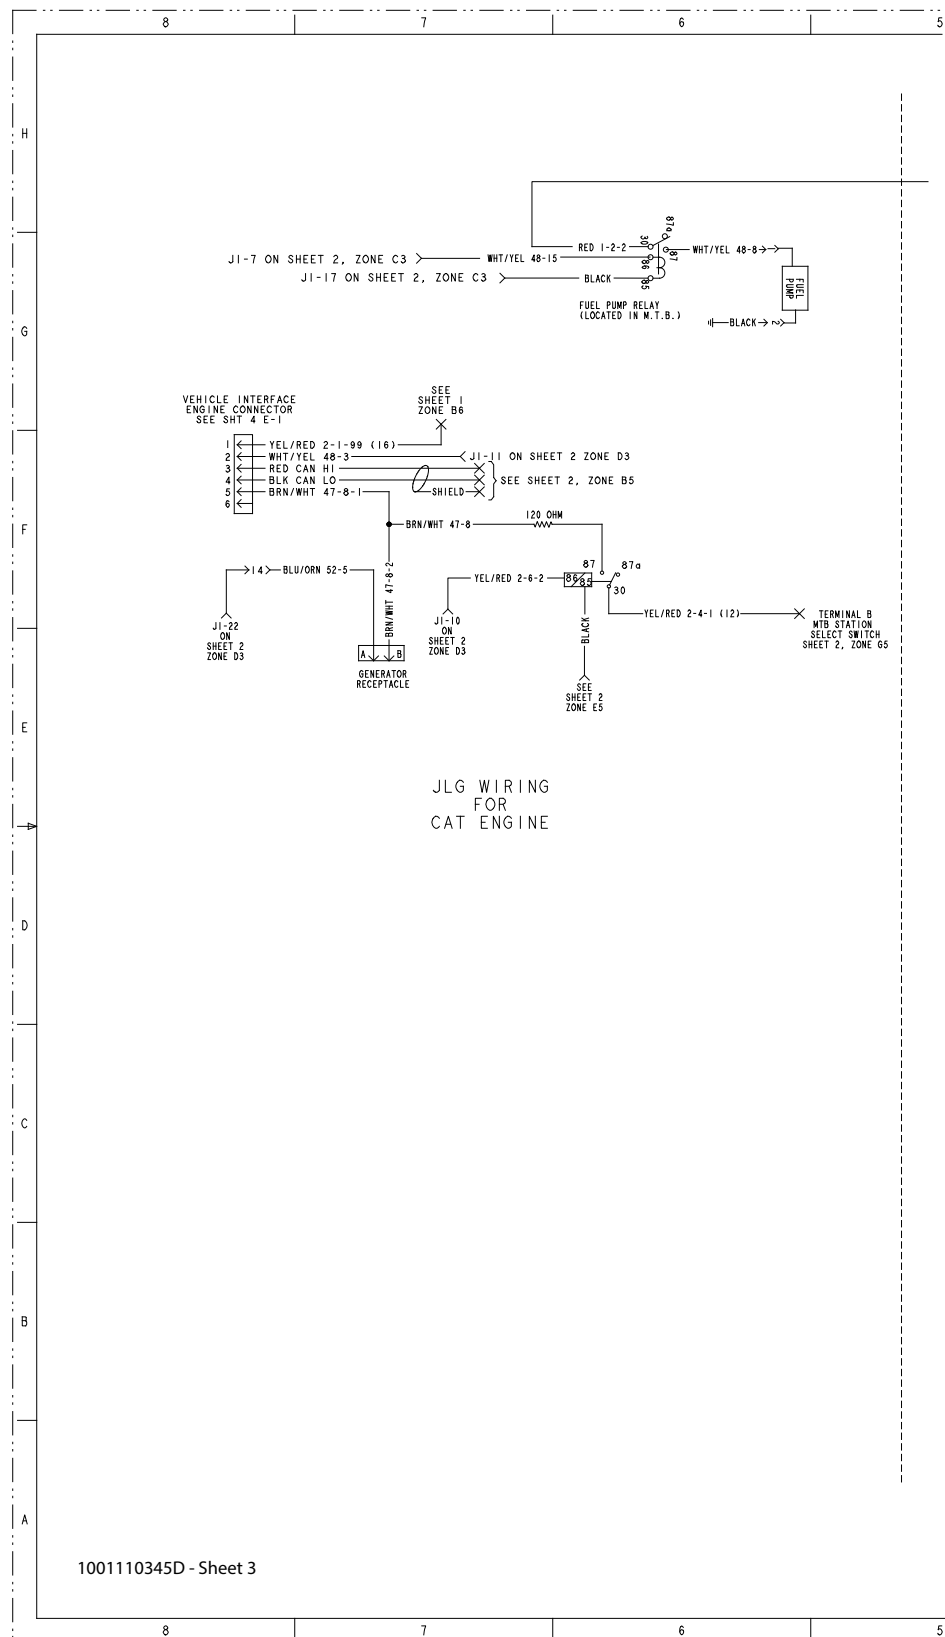 8 7 6 5
H
87a
30
RED 1-2-2
87
WHT/YEL 48-8
J1-7 ON SHEET 2, ZONE C3
WHT/YEL 48-15
86
J1-17 ON SHEET 2, ZONE C3
BLACK
85
FUEL
PUMP
FUEL PUMP RELAY
(LOCATED IN M.T.B.)
BLACK
2
G
VEHICLE INTERFACE
ENGINE CONNECTOR
SEE SHT 4 E-1
SEE
SHEET 1
ZONE B6
1 YEL/RED 2-1-99 (16)
2 WHT/YEL 48-3 J1-11 ON SHEET 2 ZONE D3
3 RED CAN HI
4 BLK CAN LO SEE SHEET 2, ZONE B5
5 BRN/WHT 47-8-1 SHIELD
6
F
BRN/WHT 47-8
120 OHM
14 BLU/ORN 52-5
BRN/WHT 47-8-2
YEL/RED 2-6-2
86
85
87
87a
30
YEL/RED 2-4-1 (12)
TERMINAL B
MTB STATION
SELECT SWITCH
SHEET 2, ZONE G5
J1-22
ON
SHEET 2
ZONE D3
J1-10
ON
SHEET 2
ZONE D3
BLACK
A B
GENERATOR
RECEPTACLE
SEE
SHEET 2
ZONE E5
E
JLG WIRING
FOR
CAT ENGINE
D
C
B
A
1001110345D - Sheet 3
8 7 6 5